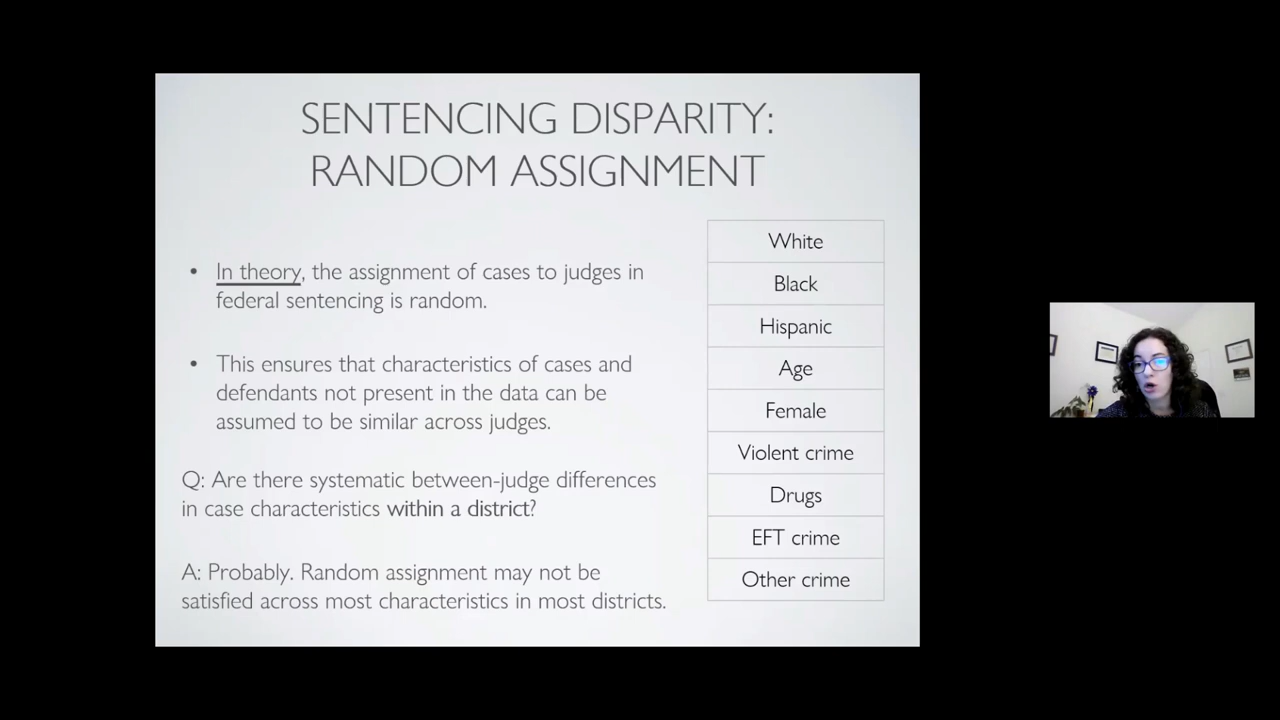 SENTENCING DISPARITY:
RANDOM ASSIGNMENT
• In theory, the assignment of cases to judges in
federal sentencing is random.
• This ensures that characteristics of cases and
defendants not present in the data can be
assumed to be similar across judges.
Q: Are there systematic between-judge differences
in case characteristics within a district?
A: Probably. Random assignment may not be
satisfied across most characteristics in most districts.
White
Black
Hispanic
Age
Female
Violent crime
Drugs
EFT crime
Other crime